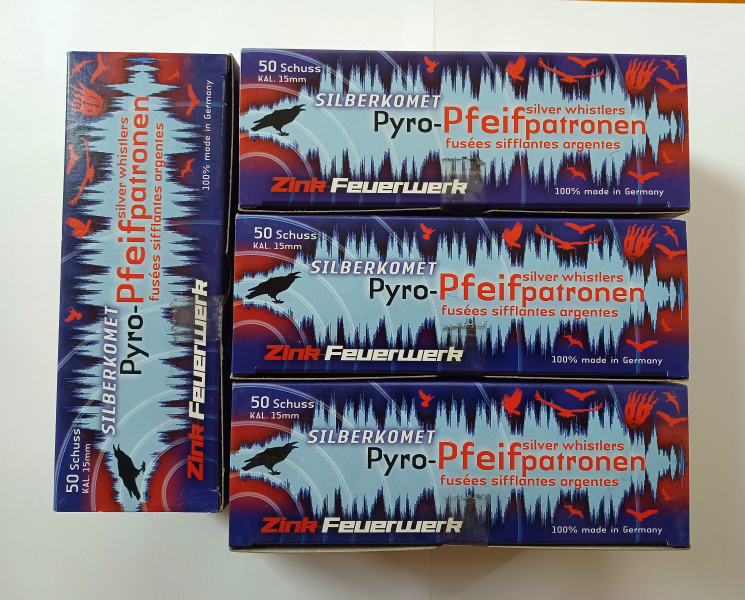 50 Schuss
KAL. 15mm
SILBERKOMET
silver whistlers
Pyro-Pfeifpatronen
fusées sifflantes argentes
Zink Feuerwerk
100% made in Germany
50 Schuss
KAL. 15mm
SILBERKOMET
silver whistlers
Pyro-Pfeifpatronen
fusées sifflantes argentes
Zink Feuerwerk
100% made in Germany
50 Schuss
KAL. 15mm
SILBERKOMET
silver whistlers
Pyro-Pfeifpatronen
fusées sifflantes argentes
Zink Feuerwerk
100% made in Germany
50 Schuss
KAL. 15mm
SILBERKOMET
silver whistlers
Pyro-Pfeifpatronen
fusées sifflantes argentes
Zink Feuerwerk
100% made in Germany